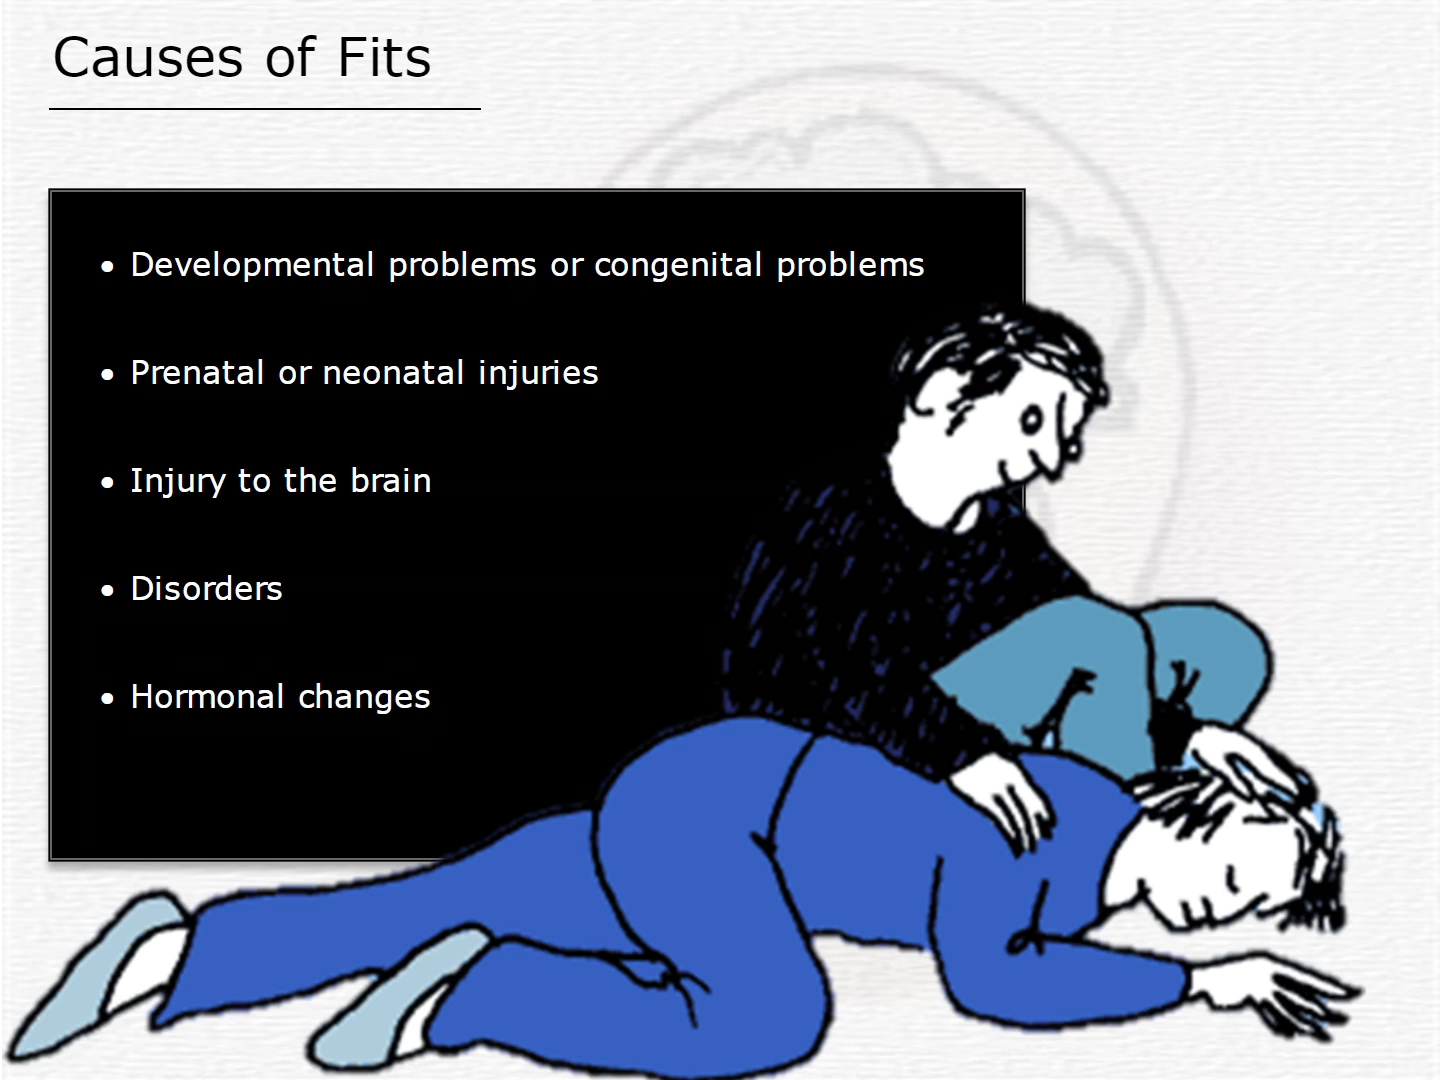 Causes of Fits
• Developmental problems or congenital problems
• Prenatal or neonatal injuries
• Injury to the brain
• Disorders
• Hormonal changes